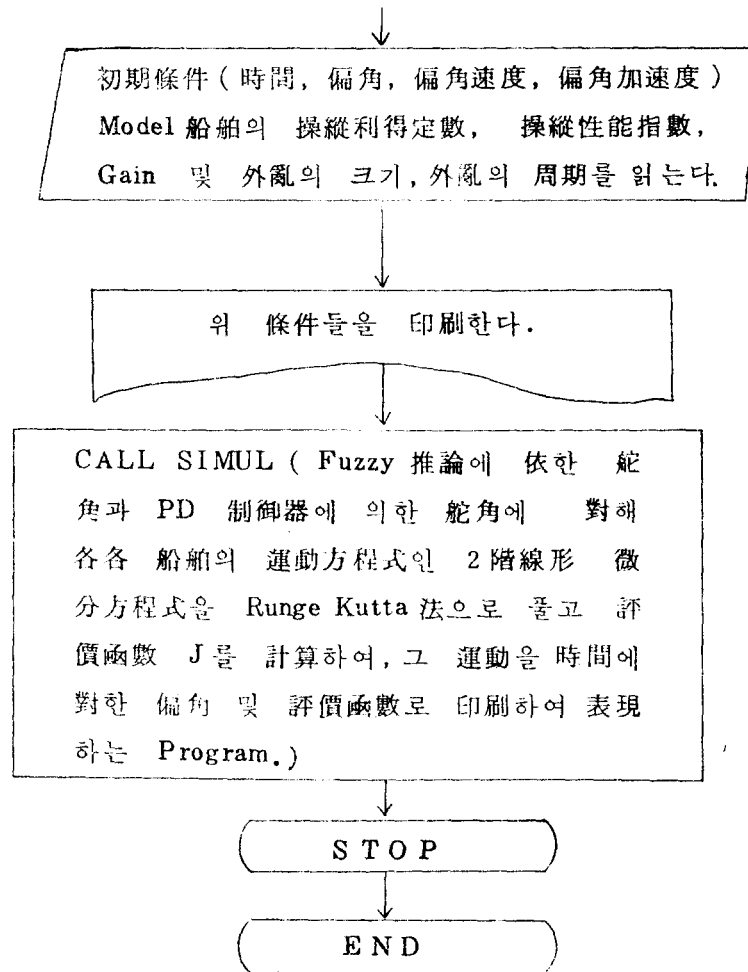 初期條件 ( 時間, 偏角, 偏角速度, 偏角加速度 )
Model 船舶의 操縱利得定數, 操縱性能指數,
Gain 및 外亂의 크기, 外亂의 周期를 읽는다.
위 條件들을 印刷한다.
CALL SIMUL ( Fuzzy 推論에 依한 舵
角과 PD 制御器에 의한 舵角에 對해
各各 船舶의 運動方程式인 2階線形 微
分方程式을 Runge Kutta 法으로 풀고 評
價函數 J를 計算하여, 그 運動을 時間에
對한 偏角 및 評價函數로 印刷하여 表現
하는 Program.)
STOP
END